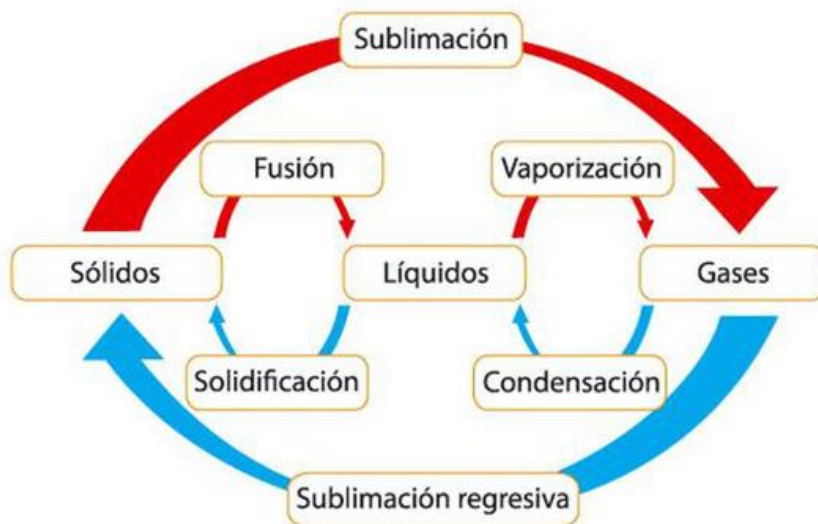 Sublimación
Fusión
Vaporización
Sólidos
Líquidos
Gases
Solidificación
Condensación
Sublimación regresiva